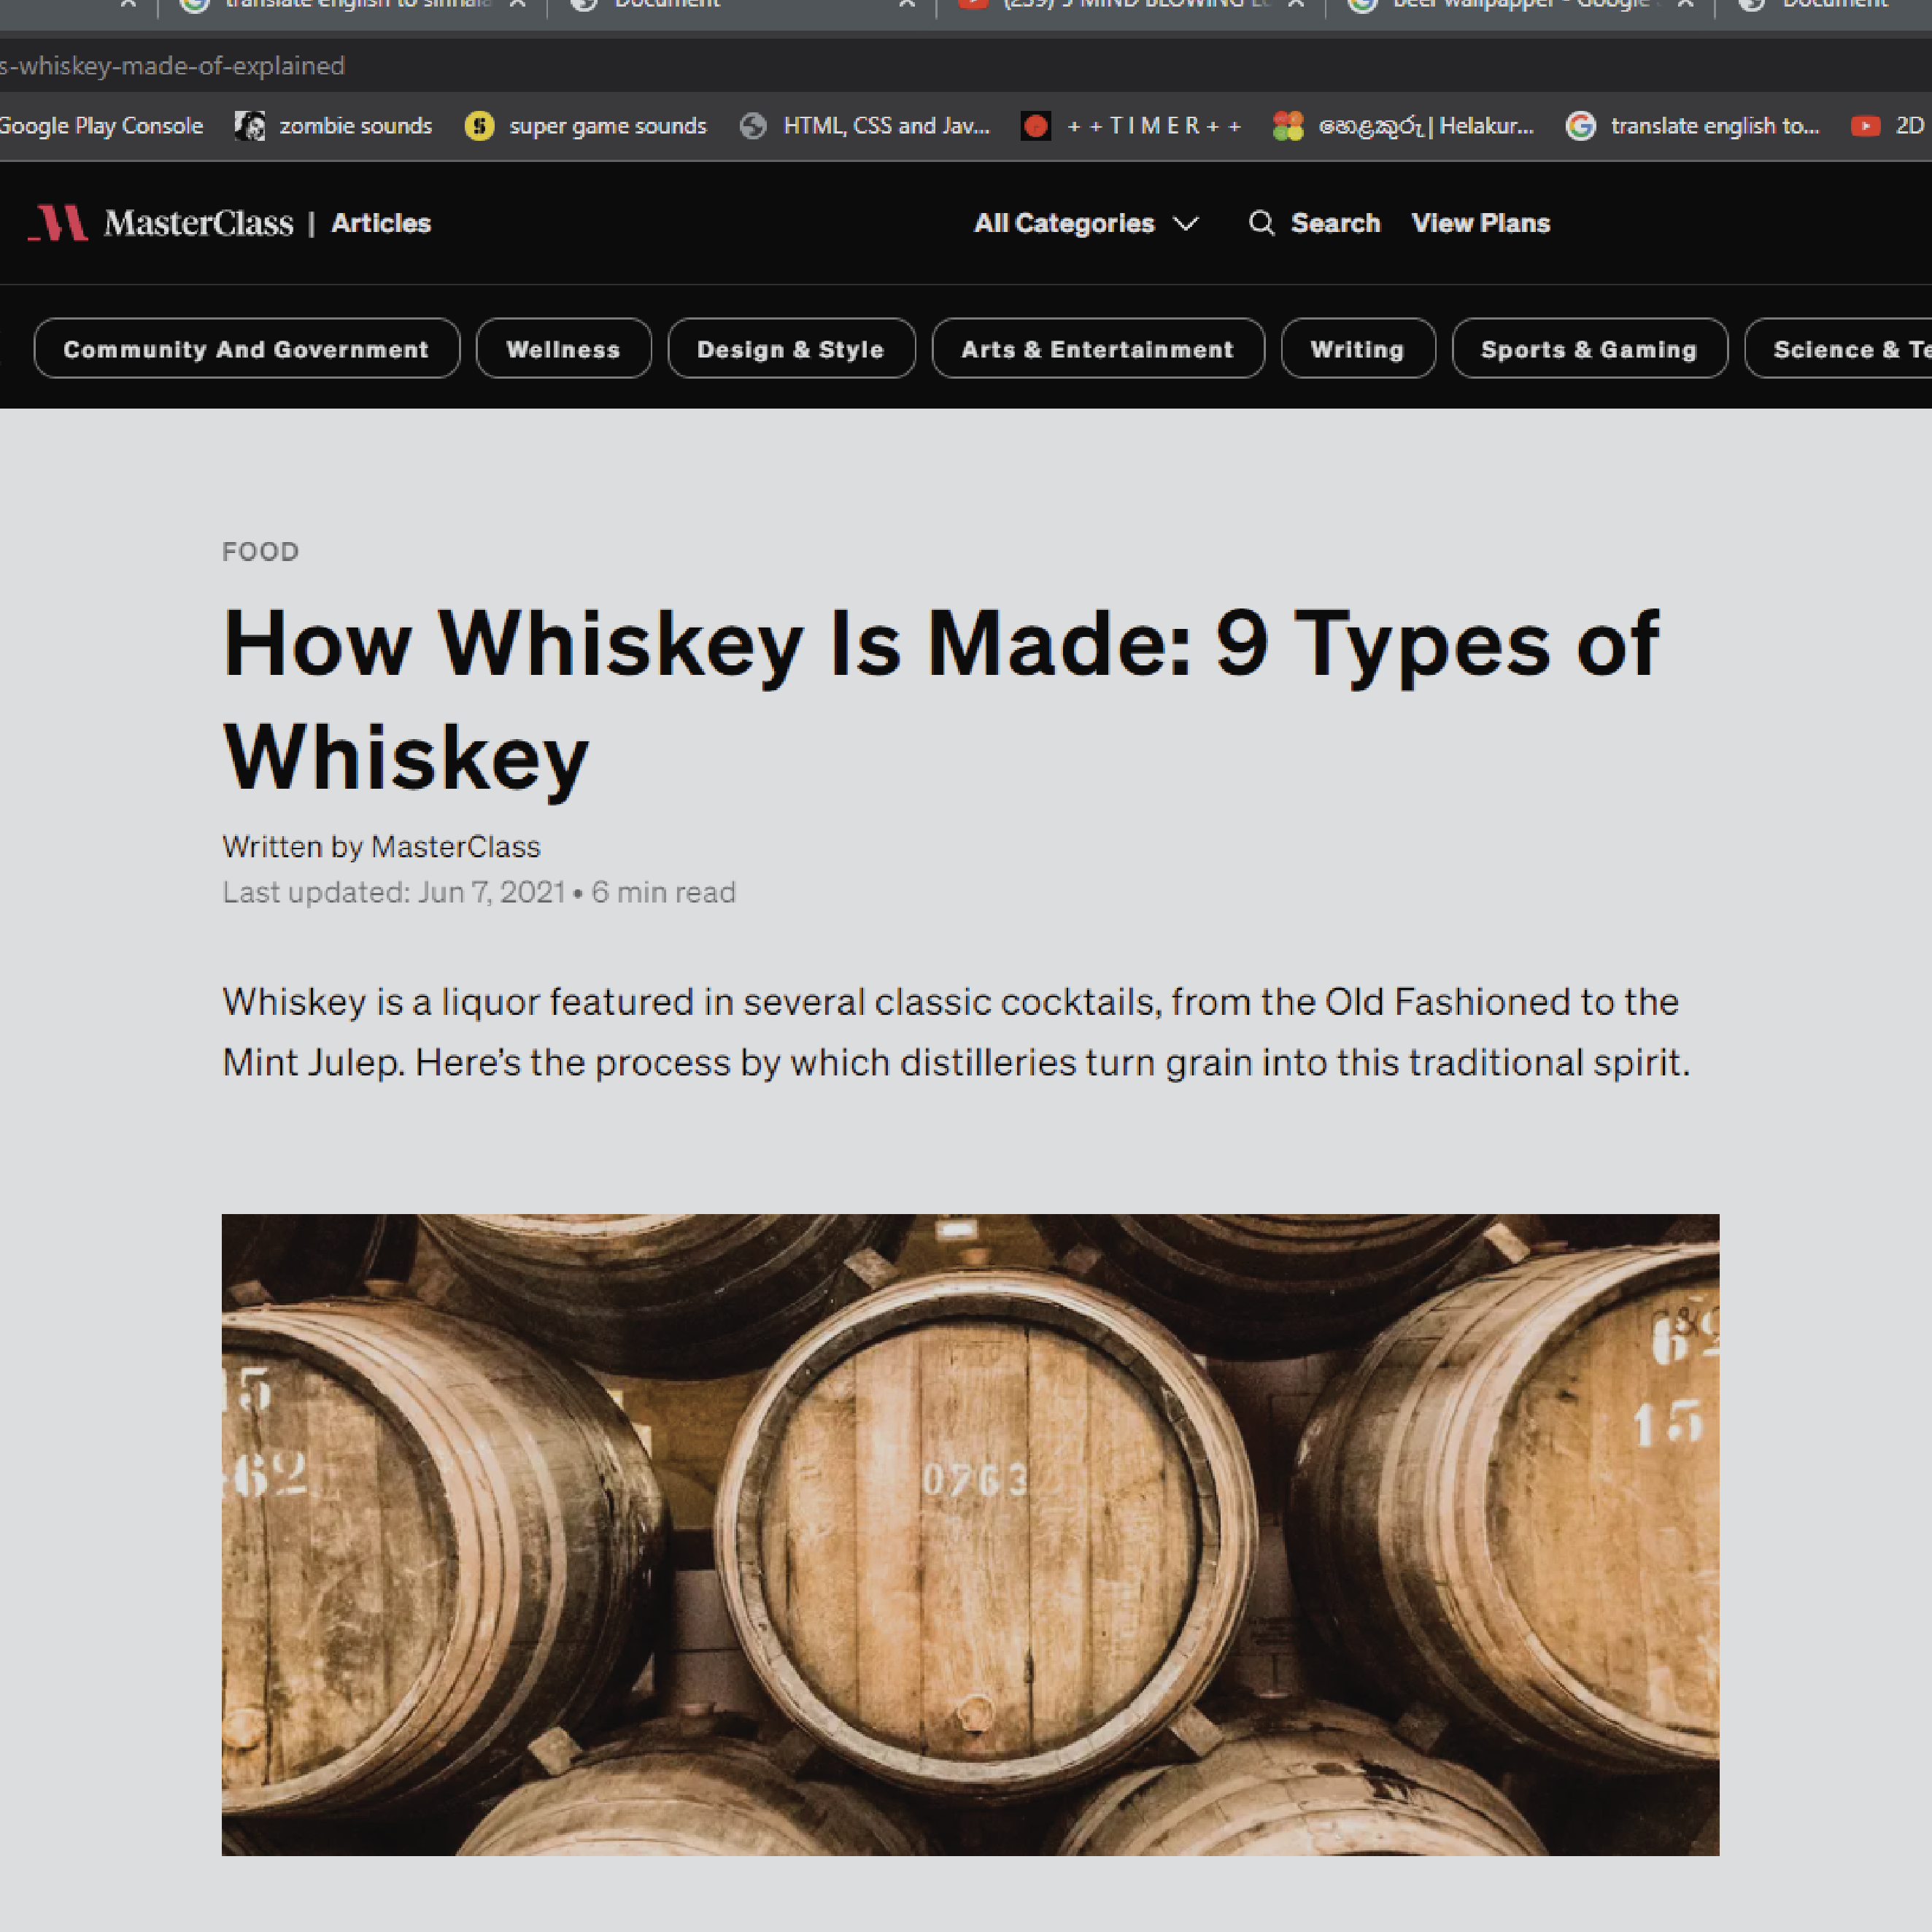 translate english to sinhala
Document
(259) 5 MIND BLOWING
beer wallpapper - Google
Document
s-whiskey-made-of-explained
Google Play Console
zombie sounds
super game sounds
HTML, CSS and Jav...
+ + T I M E R + +
හෙළකුරු | Helakur...
translate english to...
2D
MasterClass | Articles
All Categories
Search
View Plans
Community And Government
Wellness
Design & Style
Arts & Entertainment
Writing
Sports & Gaming
Science & Te
FOOD
How Whiskey Is Made: 9 Types of
Whiskey
Written by MasterClass
Last updated: Jun 7, 2021 • 6 min read
Whiskey is a liquor featured in several classic cocktails, from the Old Fashioned to the
Mint Julep. Here's the process by which distilleries turn grain into this traditional spirit.
15
62
0763
15